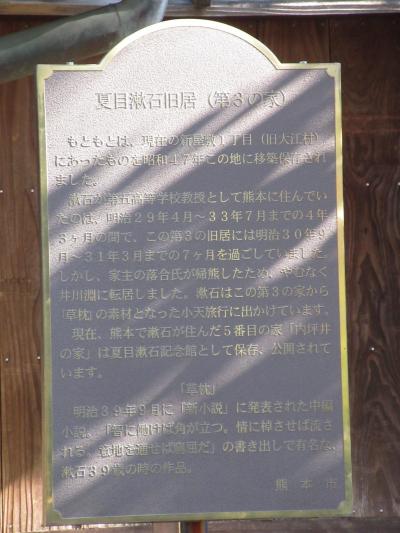 夏目漱石旧居（第３の家）
もともとは、現在の新屋敷１丁目（旧大江村）
にあったものを昭和４７年この地に移築保存され
ました。
漱石が第五高等学校教授として熊本に住んでい
たのは、明治２９年４月～３３年７月までの４年
３ヶ月の間で、この第３の旧居には明治３０年９
月～３１年３月までの７ヶ月を過ごしていました。
しかし、家主の落合氏が帰熊したため、やむなく
井川淵に転居しました。漱石はこの第３の家から
「草枕」の素材となった小天旅行に出かけています。
現在、熊本で漱石が住んだ５番目の家「内坪井
の家」は夏目漱石記念館として保存、公開されて
います。
「草枕」
明治３９年９月に「新小説」に発表された中編
小説。「智に働けば角が立つ。情に棹させば流さ
れる。意地を通せば窮屈だ」の書き出しで有名な、
漱石３９歳の時の作品。
熊本市